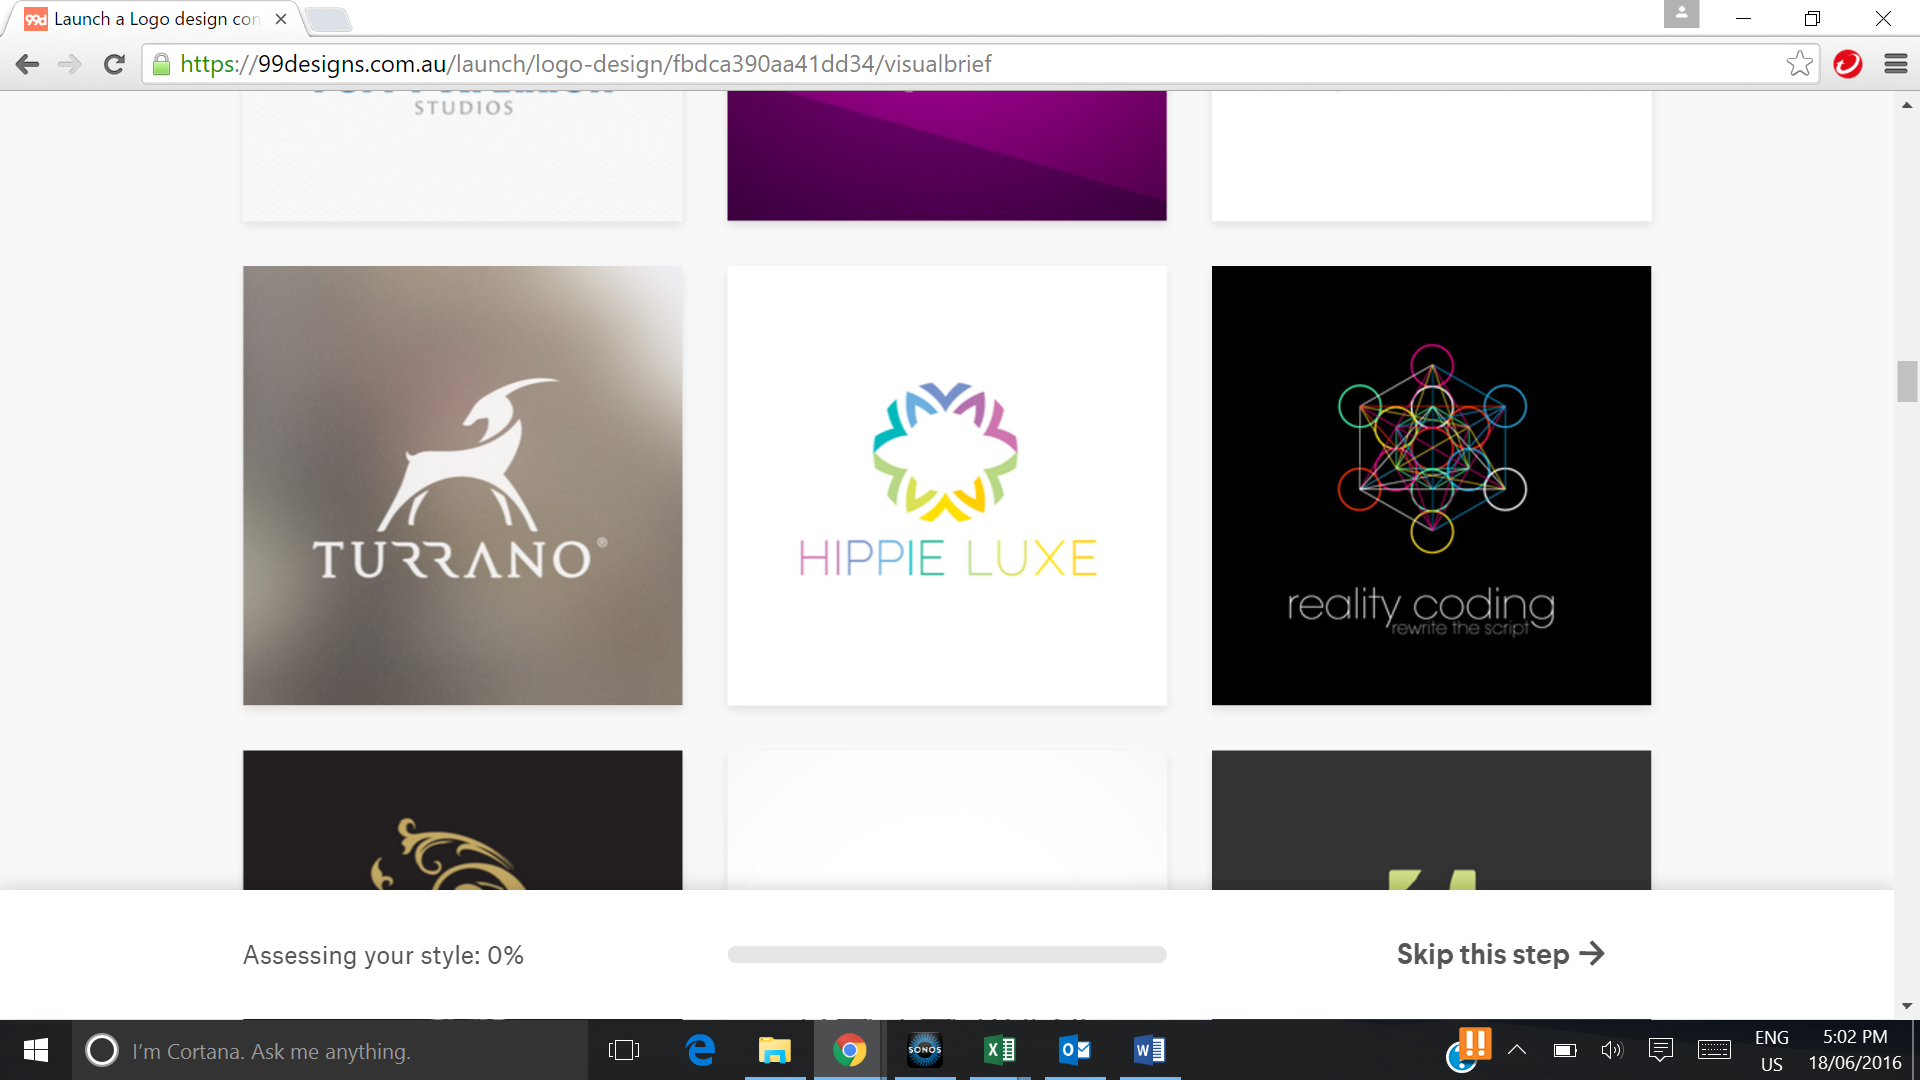 99d Launch a Logo design con
https://99designs.com.au/launch/logo-design/fbdca390aa41dd34/visualbrief
STUDIOS
TURRANO®
HIPPIE LUXE
reality coding
rewrite the script
Assessing your style: 0%
Skip this step →
I'm Cortana. Ask me anything.
SONOS
ENG
US
5:02 PM
18/06/2016